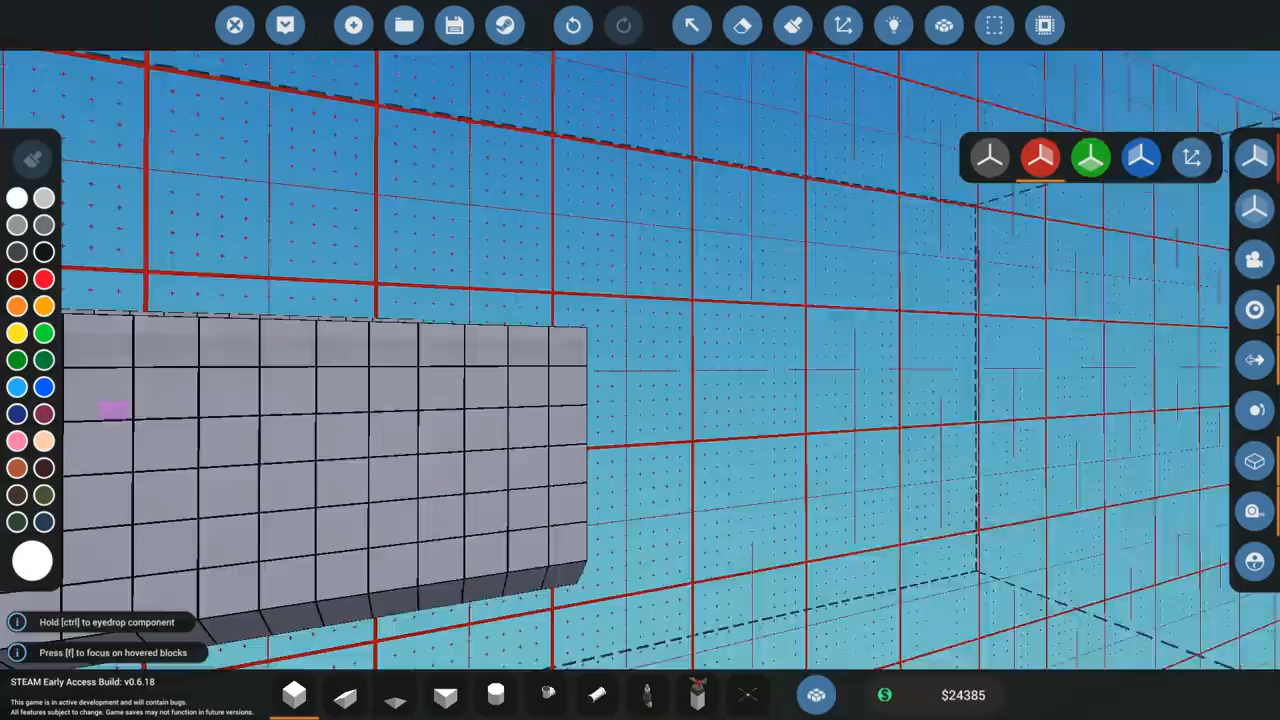 Hold [ctrl] to eyedrop component
Press [f] to focus on hovered blocks
STEAM Early Access Build: v0.6.18
This game is in active development and will contain bugs.
All features subject to change. Game saves may not function in future versions.
$24385